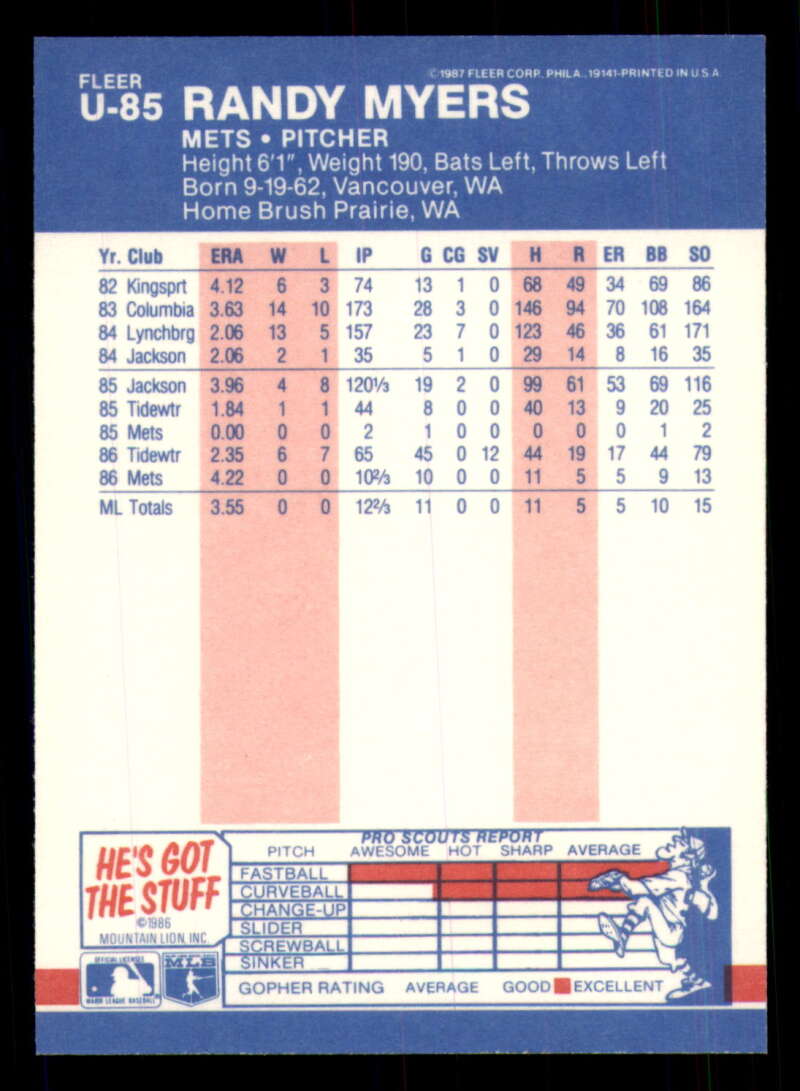 ©1987 FLEER CORP. PHILA., 19141-PRINTED IN U.S.A.
FLEER
U-85 RANDY MYERS
METS • PITCHER
Height 6'1", Weight 190, Bats Left, Throws Left
Born 9-19-62, Vancouver, WA
Home Brush Prairie, WA
Yr. Club ERA W L IP G CG SV H R ER BB SO
82 Kingsprt 4.12 6 3 74 13 1 0 68 49 34 69 86
83 Columbia 3.63 14 10 173 28 3 0 146 94 70 108 164
84 Lynchbrg 2.06 13 5 157 23 7 0 123 46 36 61 171
84 Jackson 2.06 2 1 35 5 1 0 29 14 8 16 35
85 Jackson 3.96 4 8 120⅓ 19 2 0 99 61 53 69 116
85 Tidewtr 1.84 1 1 44 8 0 0 40 13 9 20 25
85 Mets 0.00 0 0 2 1 0 0 0 0 0 1 2
86 Tidewtr 2.35 6 7 65 45 0 12 44 19 17 44 79
86 Mets 4.22 0 0 10⅔ 10 0 0 11 5 5 9 13
ML Totals 3.55 0 0 12⅔ 11 0 0 11 5 5 10 15
HE'S GOT
THE STUFF
©1986
MOUNTAIN LION, INC.
PRO SCOUTS REPORT
PITCH AWESOME HOT SHARP AVERAGE
FASTBALL
CURVEBALL
CHANGE-UP
SLIDER
SCREWBALL
SINKER
GOPHER RATING AVERAGE GOOD EXCELLENT
OFFICIAL LICENSEE
MAJOR LEAGUE BASEBALL
MLB